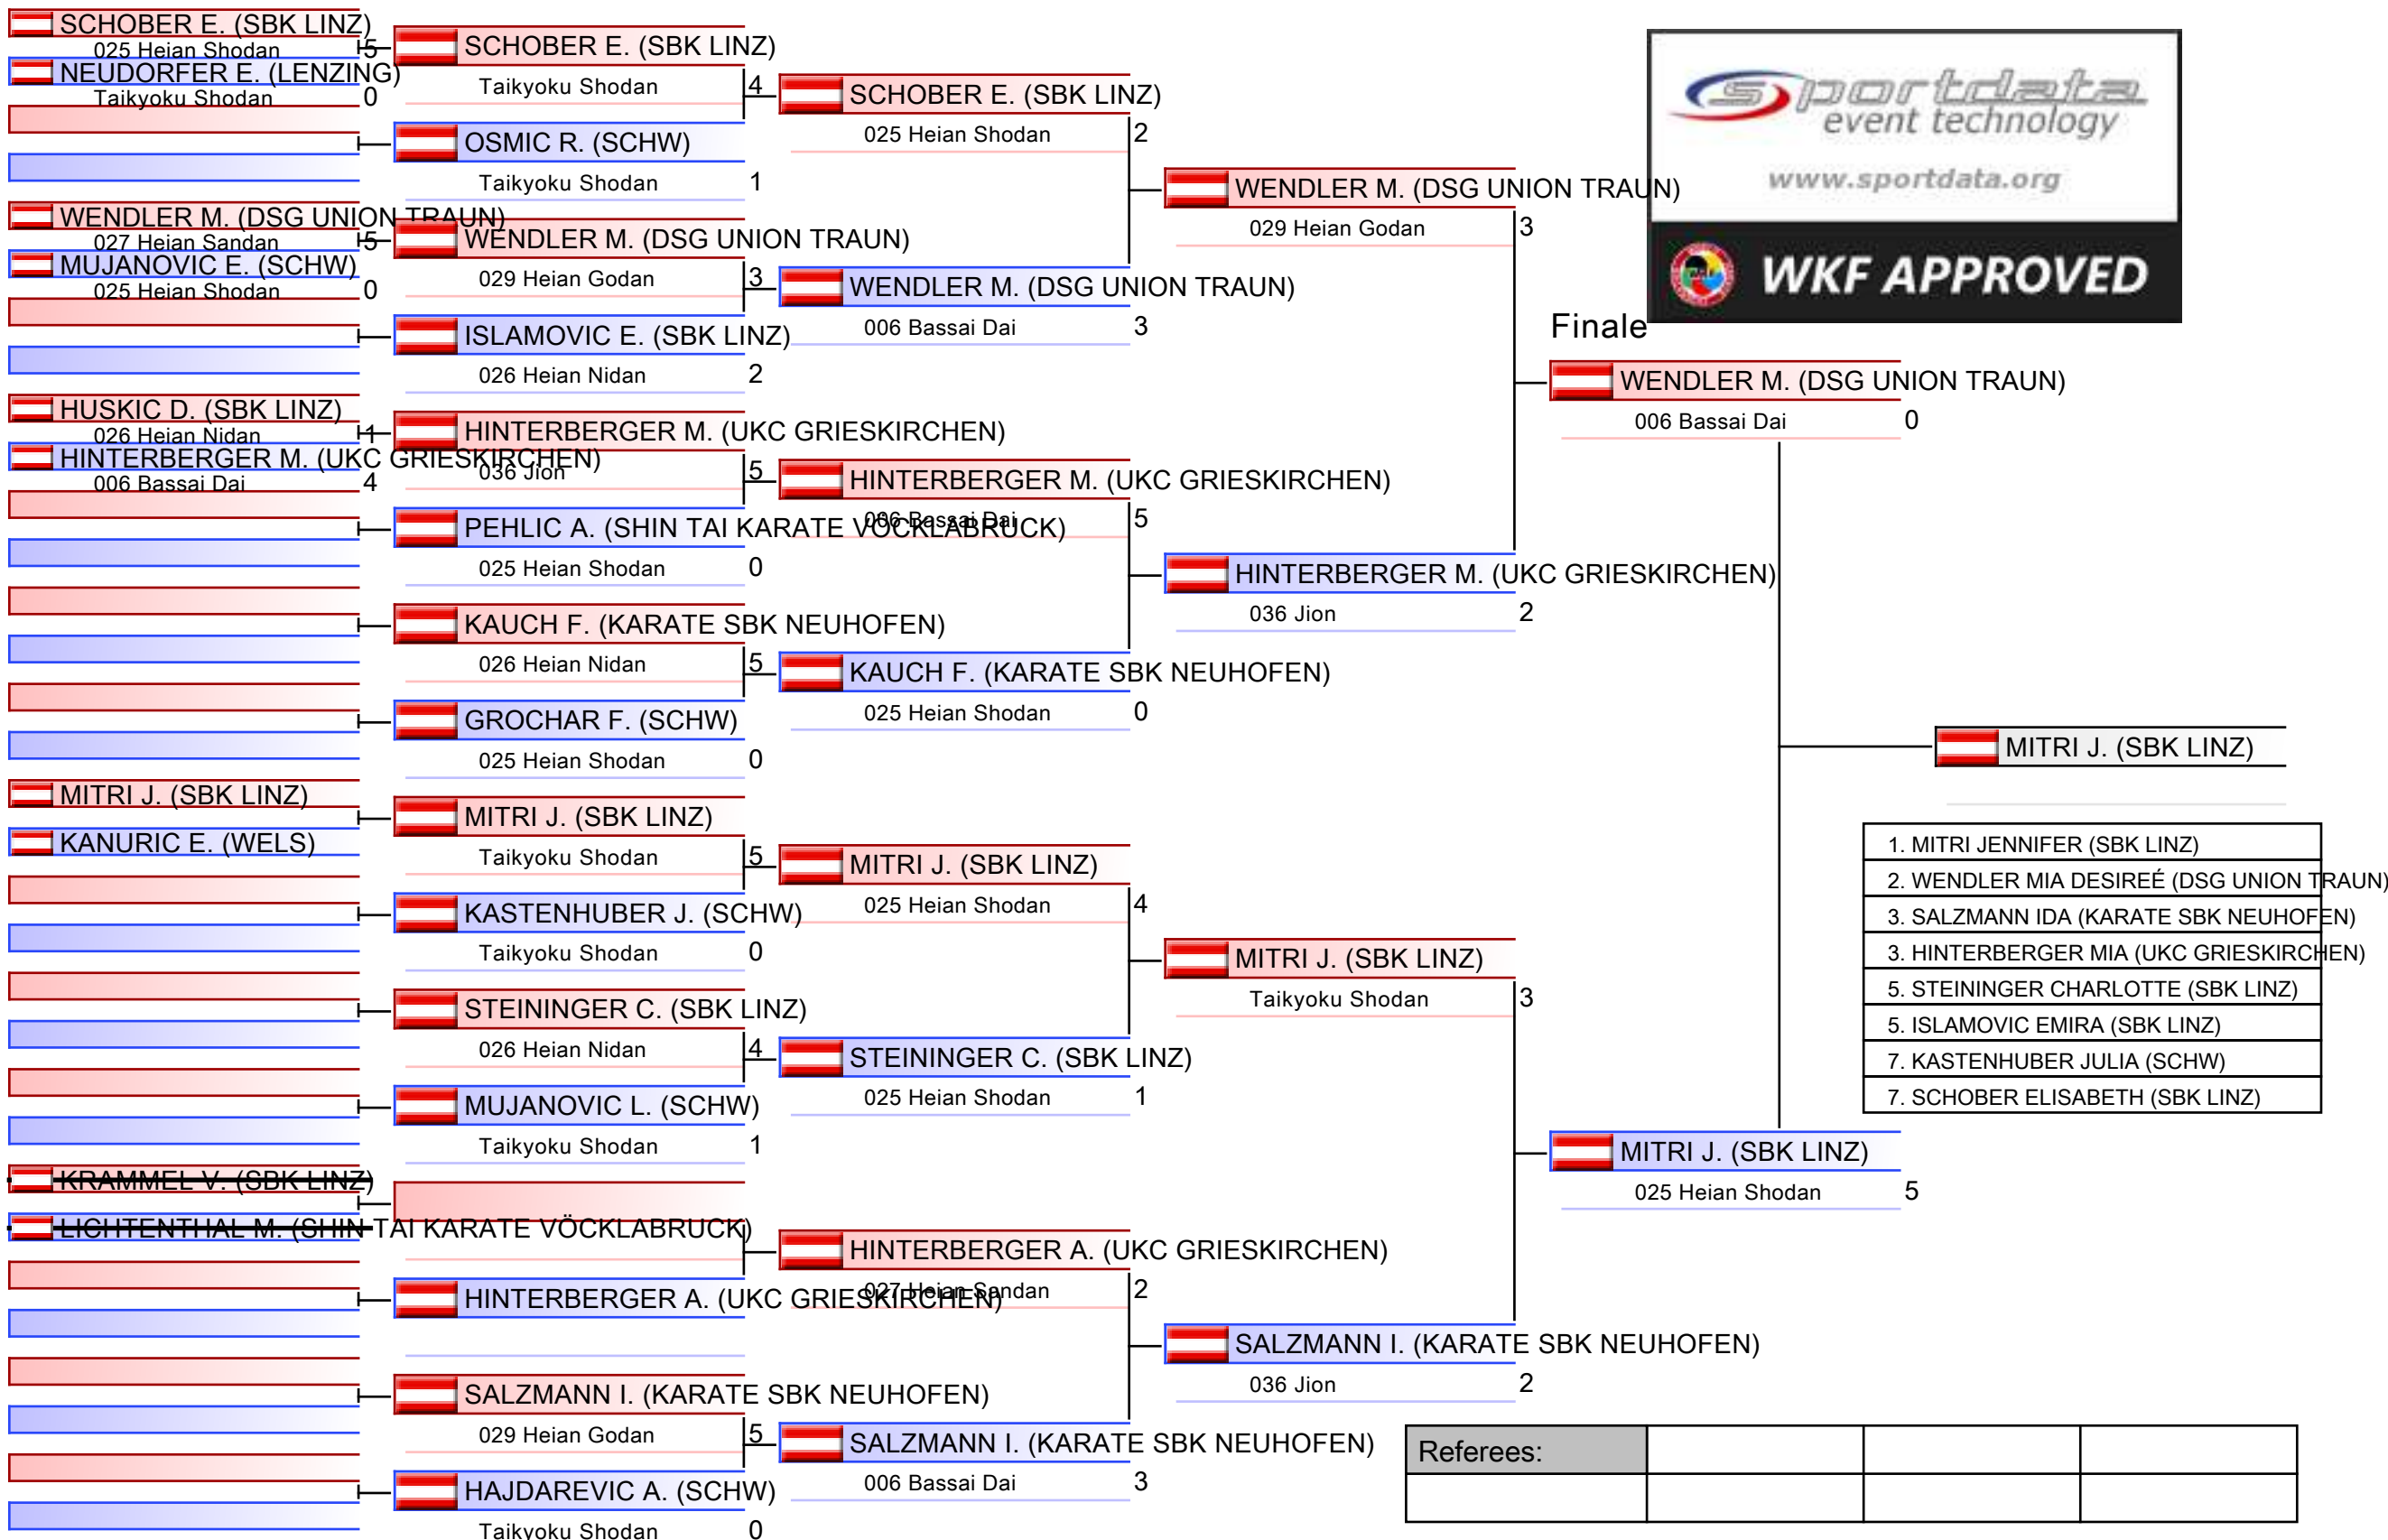 SCHOBER E. (SBK LINZ)
025 Heian Shodan 5
NEUDORFER E. (LENZING)
Taikyoku Shodan 0
WENDLER M. (DSG UNION TRAUN)
027 Heian Sandan 5
MUJANOVIC E. (SCHW)
025 Heian Shodan 0
HUSKIC D. (SBK LINZ)
026 Heian Nidan 1
HINTERBERGER M. (UKC GRIESKIRCHEN)
006 Bassai Dai 4
MITRI J. (SBK LINZ)
KANURIC E. (WELS)
KRAMMEL V. (SBK LINZ)
LICHTENTHAL M. (SHIN TAI KARATE VÖCKLABRUCK)
SCHOBER E. (SBK LINZ)
Taikyoku Shodan 4
OSMIC R. (SCHW)
Taikyoku Shodan 1
WENDLER M. (DSG UNION TRAUN)
029 Heian Godan 3
ISLAMOVIC E. (SBK LINZ)
026 Heian Nidan 2
HINTERBERGER M. (UKC GRIESKIRCHEN)
036 Jion 5
PEHLIC A. (SHIN TAI KARATE VÖCKLABRUCK)
025 Heian Shodan 0
KAUCH F. (KARATE SBK NEUHOFEN)
026 Heian Nidan 5
GROCHAR F. (SCHW)
025 Heian Shodan 0
MITRI J. (SBK LINZ)
Taikyoku Shodan 5
KASTENHUBER J. (SCHW)
Taikyoku Shodan 0
STEININGER C. (SBK LINZ)
026 Heian Nidan 4
MUJANOVIC L. (SCHW)
Taikyoku Shodan 1
HINTERBERGER A. (UKC GRIESKIRCHEN)
SALZMANN I. (KARATE SBK NEUHOFEN)
029 Heian Godan 5
HAJDAREVIC A. (SCHW)
Taikyoku Shodan 0
SCHOBER E. (SBK LINZ)
025 Heian Shodan 2
WENDLER M. (DSG UNION TRAUN)
006 Bassai Dai 3
HINTERBERGER M. (UKC GRIESKIRCHEN)
006 Bassai Dai 5
KAUCH F. (KARATE SBK NEUHOFEN)
025 Heian Shodan 0
MITRI J. (SBK LINZ)
025 Heian Shodan 4
STEININGER C. (SBK LINZ)
025 Heian Shodan 1
HINTERBERGER A. (UKC GRIESKIRCHEN)
027 Heian Sandan 2
SALZMANN I. (KARATE SBK NEUHOFEN)
006 Bassai Dai 3
WENDLER M. (DSG UNION TRAUN)
029 Heian Godan 3
HINTERBERGER M. (UKC GRIESKIRCHEN)
036 Jion 2
MITRI J. (SBK LINZ)
Taikyoku Shodan 3
SALZMANN I. (KARATE SBK NEUHOFEN)
036 Jion 2
sportdata
event technology
www.sportdata.org
WKF APPROVED
Finale
WENDLER M. (DSG UNION TRAUN)
006 Bassai Dai 0
MITRI J. (SBK LINZ)
025 Heian Shodan 5
MITRI J. (SBK LINZ)
1. MITRI JENNIFER (SBK LINZ)
2. WENDLER MIA DESIREÉ (DSG UNION TRAUN)
3. SALZMANN IDA (KARATE SBK NEUHOFEN)
3. HINTERBERGER MIA (UKC GRIESKIRCHEN)
5. STEININGER CHARLOTTE (SBK LINZ)
5. ISLAMOVIC EMIRA (SBK LINZ)
7. KASTENHUBER JULIA (SCHW)
7. SCHOBER ELISABETH (SBK LINZ)
Referees: